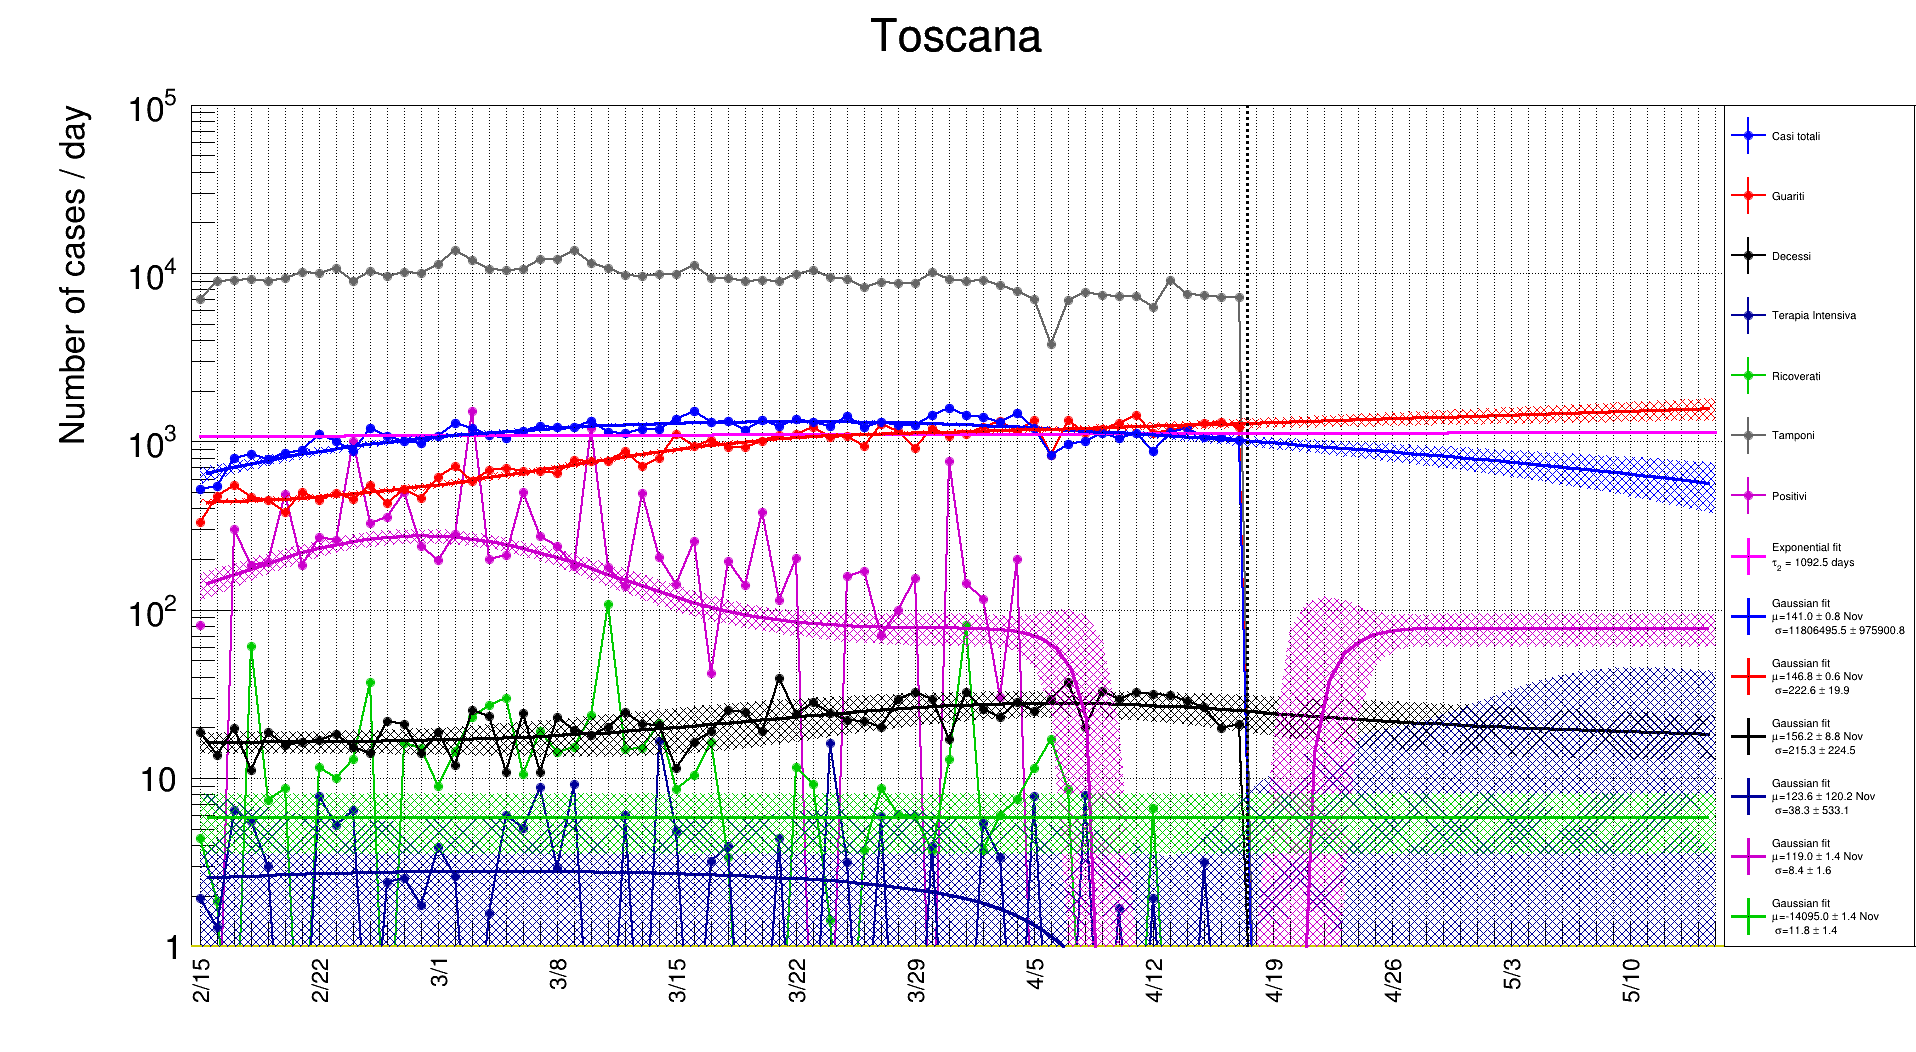 Toscana
Number of cases / day
10^5
10^4
10^3
10^2
10
1
2/15
2/22
3/1
3/8
3/15
3/22
3/29
4/5
4/12
4/19
4/26
5/3
5/10
Casi totali
Guariti
Decessi
Terapia Intensiva
Ricoverati
Tamponi
Positivi
Exponential fit
τ_2 = 1092.5 days
Gaussian fit
μ=141.0 ± 0.8 Nov
σ=11806495.5 ± 975900.8
Gaussian fit
μ=146.8 ± 0.6 Nov
σ=222.6 ± 19.9
Gaussian fit
μ=156.2 ± 8.8 Nov
σ=215.3 ± 224.5
Gaussian fit
μ=123.6 ± 120.2 Nov
σ=38.3 ± 533.1
Gaussian fit
μ=119.0 ± 1.4 Nov
σ=8.4 ± 1.6
Gaussian fit
μ=-14095.0 ± 1.4 Nov
σ=11.8 ± 1.4